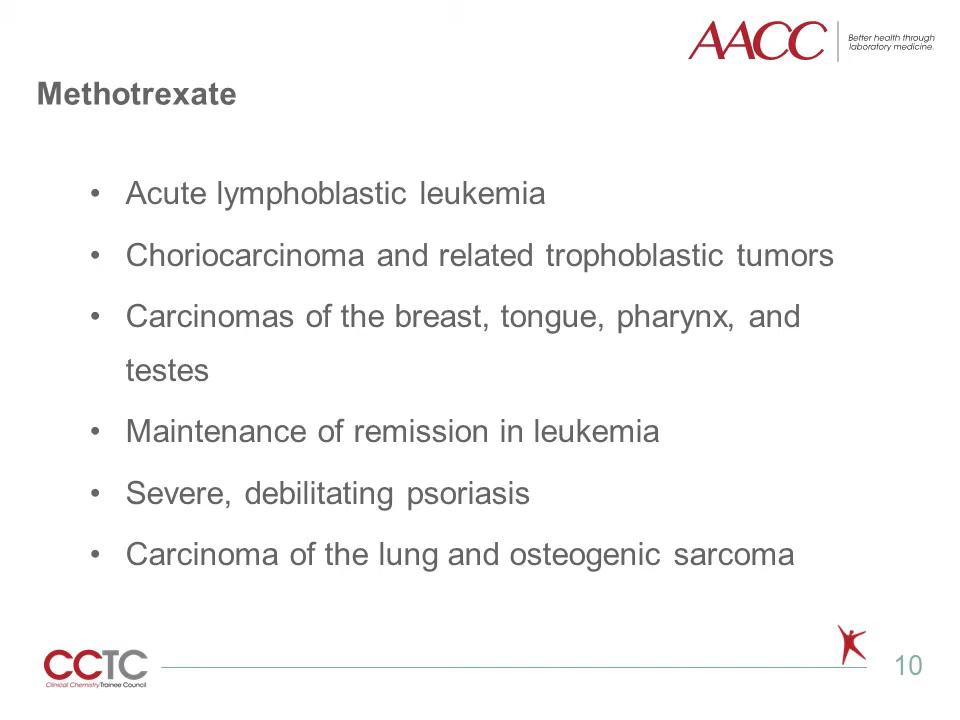 AACC
Better health through
laboratory medicine.
Methotrexate
• Acute lymphoblastic leukemia
• Choriocarcinoma and related trophoblastic tumors
• Carcinomas of the breast, tongue, pharynx, and
testes
• Maintenance of remission in leukemia
• Severe, debilitating psoriasis
• Carcinoma of the lung and osteogenic sarcoma
CCTC
Clinical Chemistry Trainee Council
10